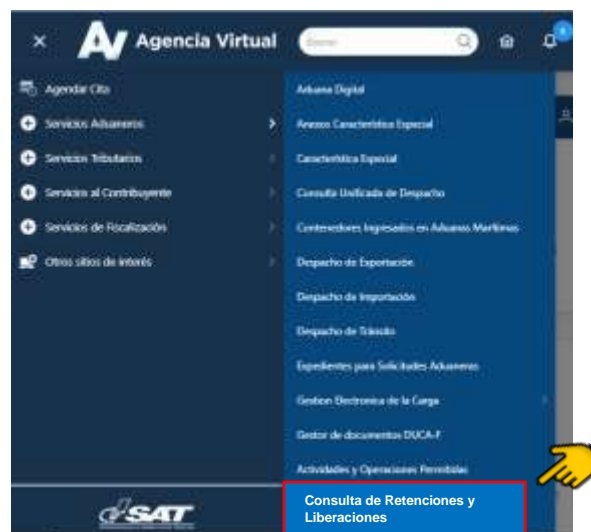 Agencia Virtual
Buscar
Agendar Cita
Servicios Aduaneros
Servicios Tributarios
Servicios al Contribuyente
Servicios de Fiscalización
Otros sitios de interés
Aduana Digital
Anexos Característica Especial
Característica Especial
Consulta Unificada de Despacho
Contenedores Ingresados en Aduanas Marítimas
Despacho de Exportación
Despacho de Importación
Despacho de Tránsito
Expedientes para Solicitudes Aduaneras
Gestion Electronica de la Carga
Gestor de documentos DUCA-F
Actividades y Operaciones Permitidas
Consulta de Retenciones y
Liberaciones
SAT